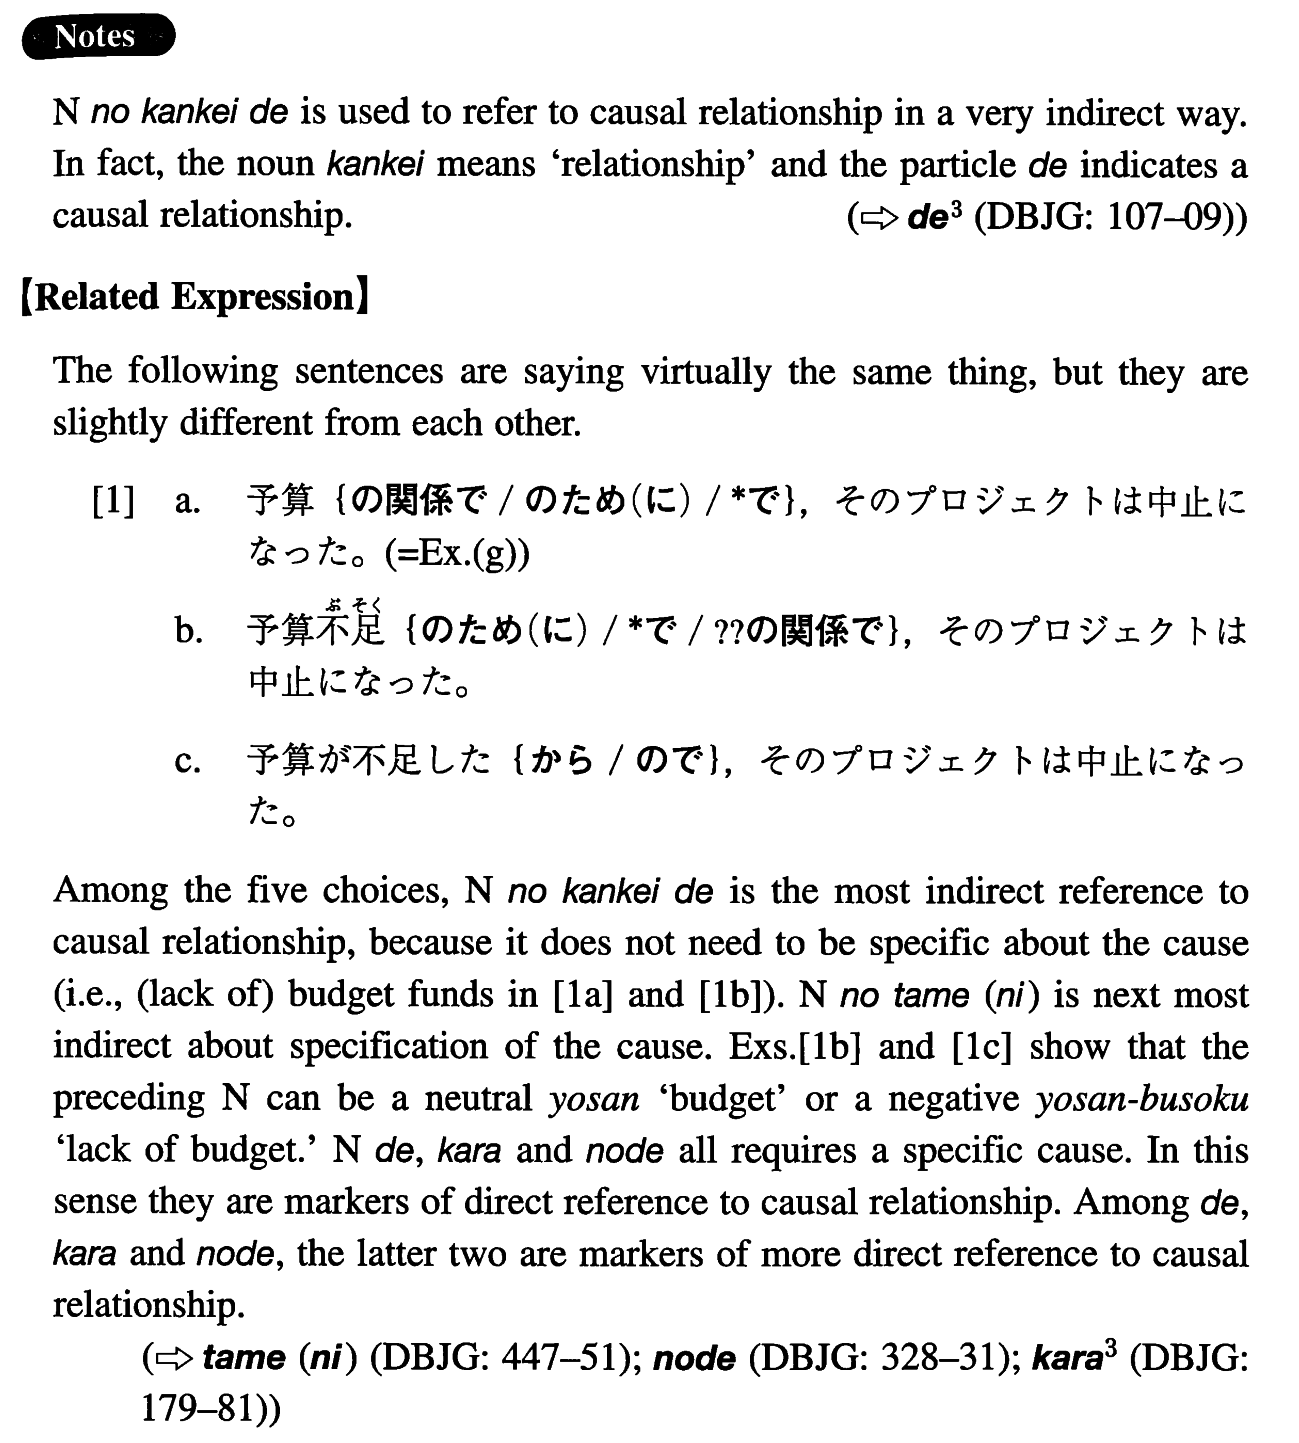 Notes
N no kankei de is used to refer to causal relationship in a very indirect way.
In fact, the noun kankei means ‘relationship’ and the particle de indicates a
causal relationship. (⇨ de³ (DBJG: 107–09))
【Related Expression】
The following sentences are saying virtually the same thing, but they are
slightly different from each other.
[1] a. 予算 {の関係で / のため(に) / *で}, そのプロジェクトは中止に
なった。(=Ex.(g))
ぶ そく
b. 予算不足 {のため(に) / *で / ??の関係で}, そのプロジェクトは
中止になった。
c. 予算が不足した {から / ので}, そのプロジェクトは中止になっ
た。
Among the five choices, N no kankei de is the most indirect reference to
causal relationship, because it does not need to be specific about the cause
(i.e., (lack of) budget funds in [1a] and [1b]). N no tame (ni) is next most
indirect about specification of the cause. Exs.[1b] and [1c] show that the
preceding N can be a neutral yosan ‘budget’ or a negative yosan-busoku
‘lack of budget.’ N de, kara and node all requires a specific cause. In this
sense they are markers of direct reference to causal relationship. Among de,
kara and node, the latter two are markers of more direct reference to causal
relationship.
(⇨ tame (ni) (DBJG: 447–51); node (DBJG: 328–31); kara³ (DBJG:
179–81))